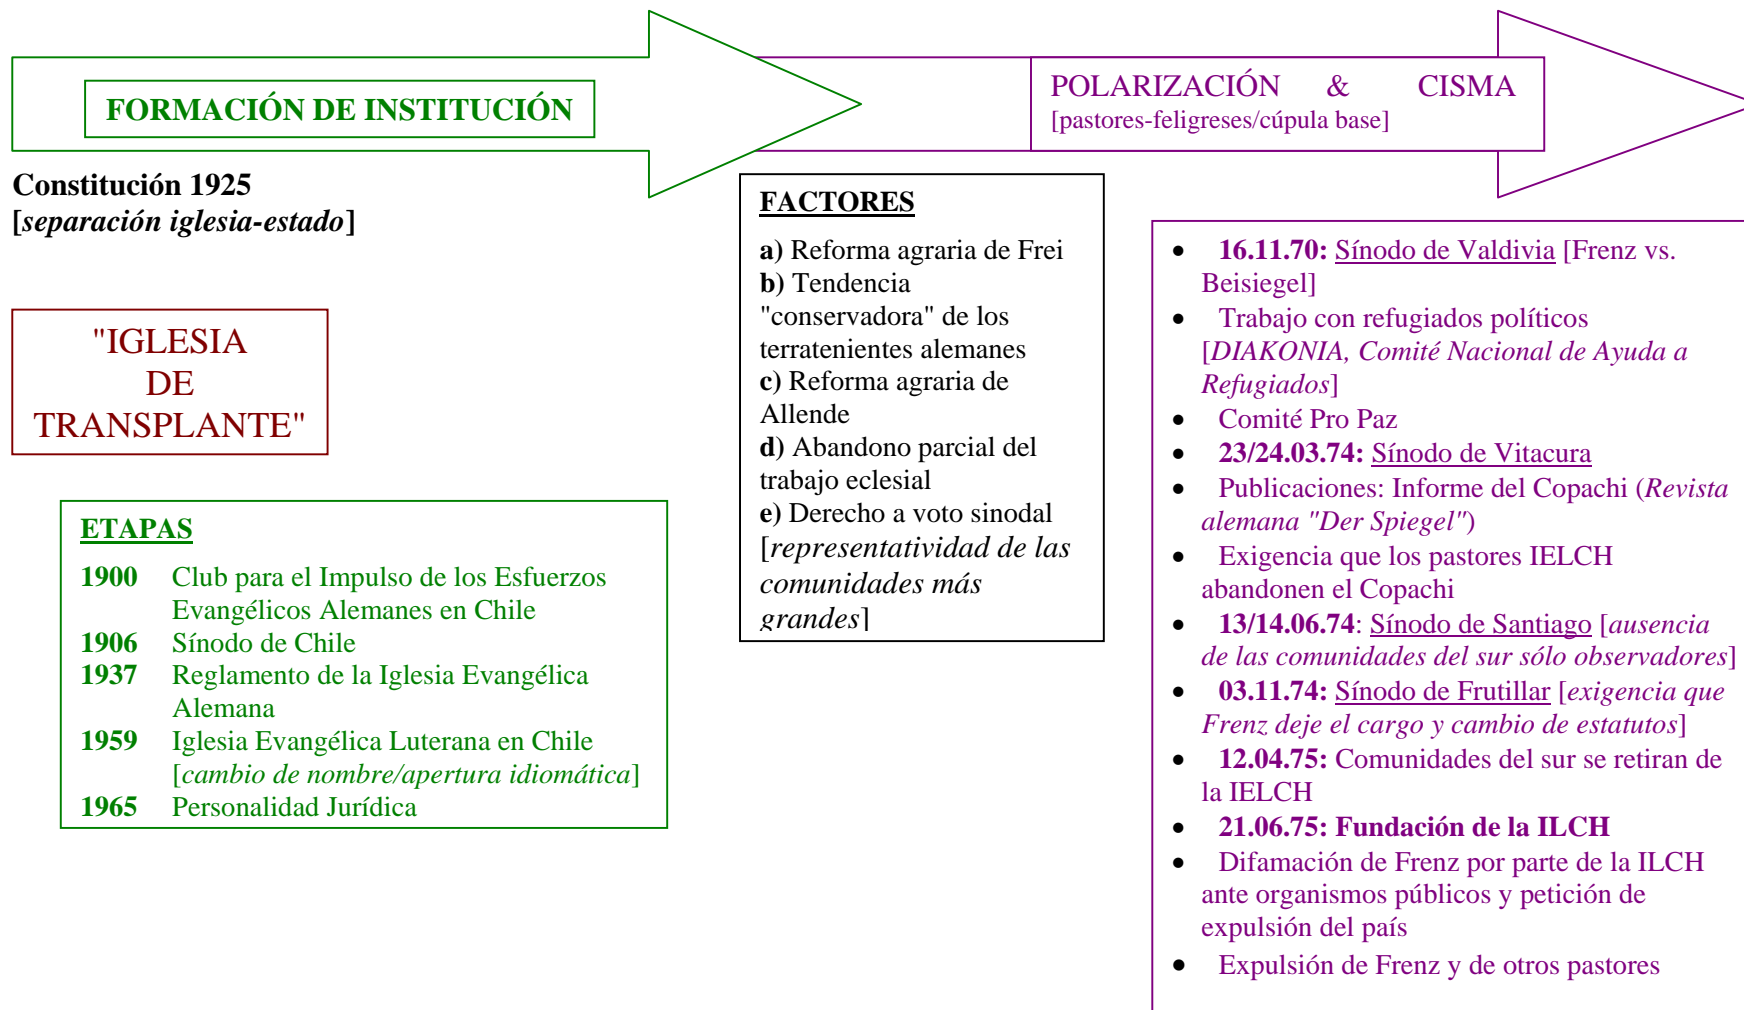 FORMACIÓN DE INSTITUCIÓN
POLARIZACIÓN & CISMA
[pastores-feligreses/cúpula base]
Constitución 1925
[separación iglesia-estado]
"IGLESIA
DE
TRANSPLANTE"
ETAPAS
1900 Club para el Impulso de los Esfuerzos
Evangélicos Alemanes en Chile
1906 Sínodo de Chile
1937 Reglamento de la Iglesia Evangélica
Alemana
1959 Iglesia Evangélica Luterana en Chile
[cambio de nombre/apertura idiomática]
1965 Personalidad Jurídica
FACTORES
a) Reforma agraria de Frei
b) Tendencia
"conservadora" de los
terratenientes alemanes
c) Reforma agraria de
Allende
d) Abandono parcial del
trabajo eclesial
e) Derecho a voto sinodal
[representatividad de las
comunidades más
grandes]
• 16.11.70: Sínodo de Valdivia [Frenz vs.
Beisiegel]
• Trabajo con refugiados políticos
[DIAKONIA, Comité Nacional de Ayuda a
Refugiados]
• Comité Pro Paz
• 23/24.03.74: Sínodo de Vitacura
• Publicaciones: Informe del Copachi (Revista
alemana "Der Spiegel")
• Exigencia que los pastores IELCH
abandonen el Copachi
• 13/14.06.74: Sínodo de Santiago [ausencia
de las comunidades del sur sólo observadores]
• 03.11.74: Sínodo de Frutillar [exigencia que
Frenz deje el cargo y cambio de estatutos]
• 12.04.75: Comunidades del sur se retiran de
la IELCH
• 21.06.75: Fundación de la ILCH
• Difamación de Frenz por parte de la ILCH
ante organismos públicos y petición de
expulsión del país
• Expulsión de Frenz y de otros pastores